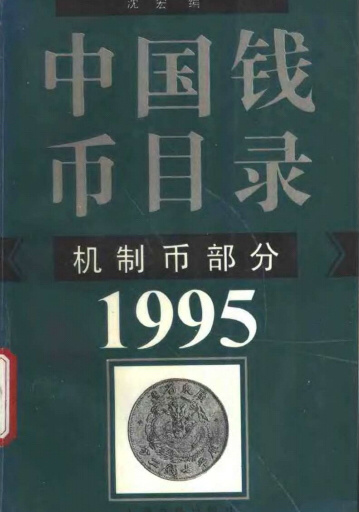 沈宏 编
中国钱
币目录
机制币部分
1995